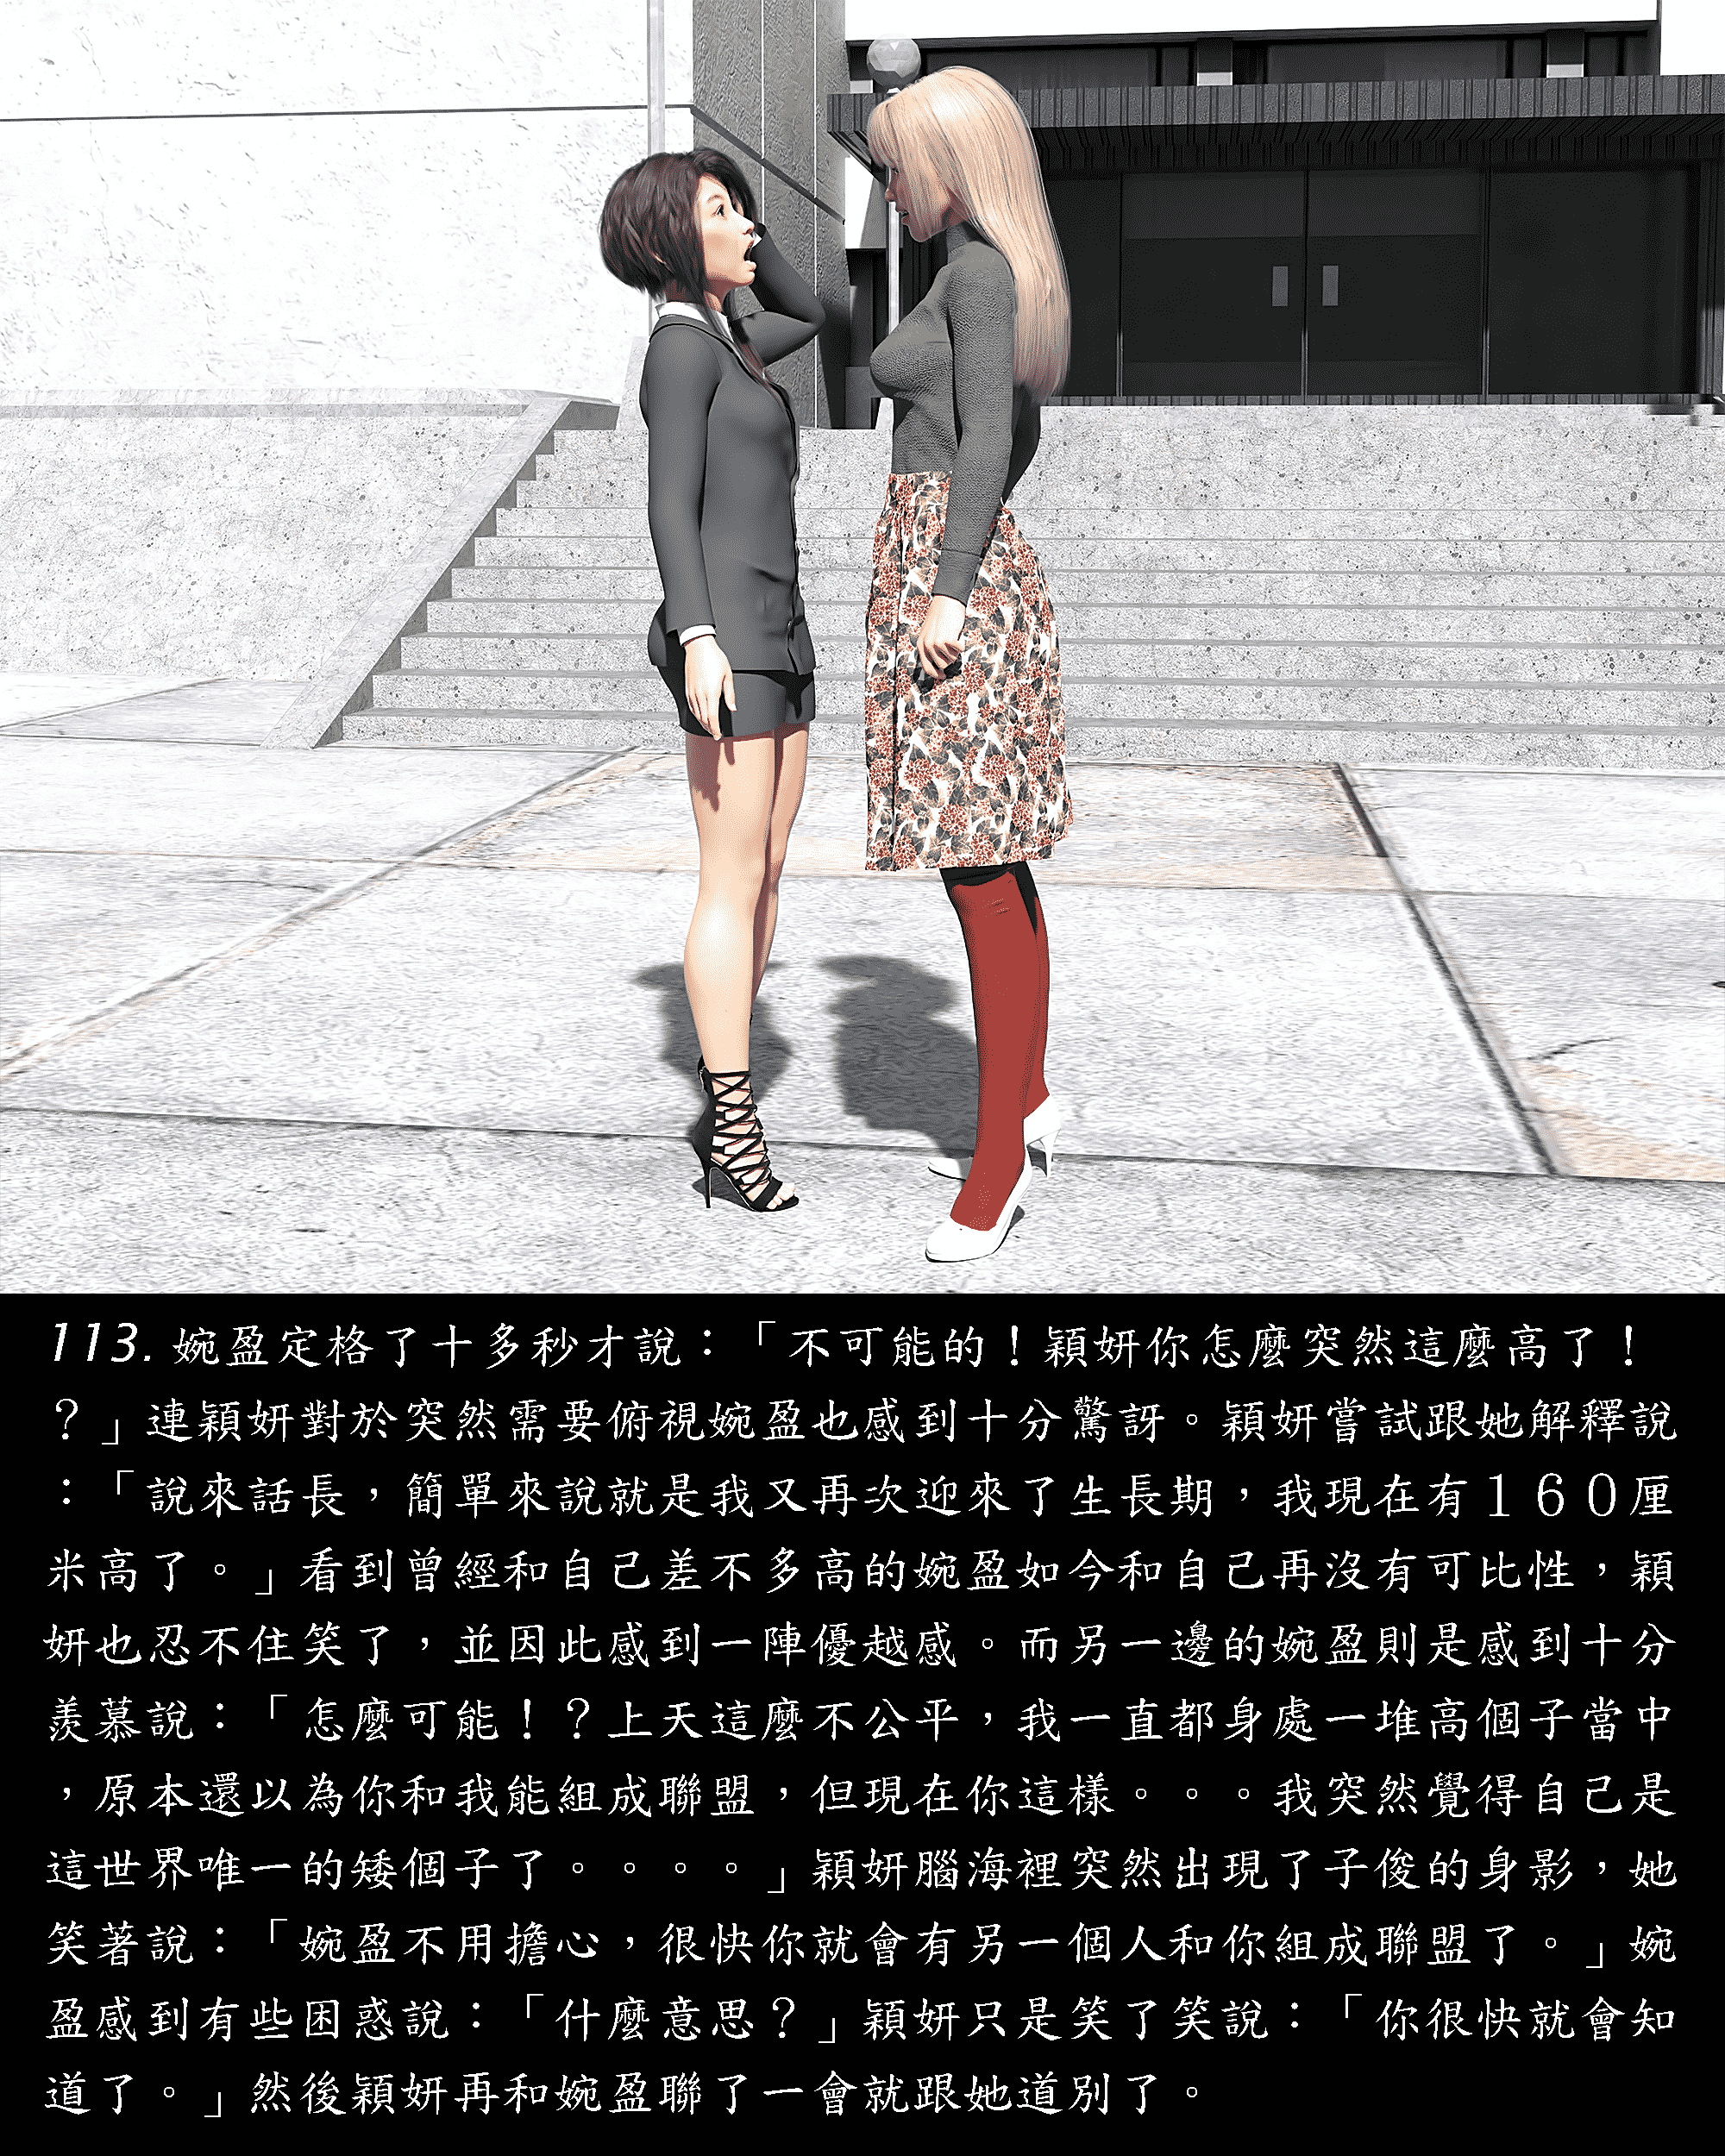 113. 婉盈定格了十多秒才說：「不可能的！穎妍你怎麼突然這麼高了！
？」連穎妍對於突然需要俯視婉盈也感到十分驚訝。穎妍嘗試跟她解釋說
：「說來話長，簡單來說就是我又再次迎來了生長期，我現在有１６０厘
米高了。」看到曾經和自己差不多高的婉盈如今和自己再沒有可比性，穎
妍也忍不住笑了，並因此感到一陣優越感。而另一邊的婉盈則是感到十分
羨慕說：「怎麼可能！？上天這麼不公平，我一直都身處一堆高個子當中
，原本還以為你和我能組成聯盟，但現在你這樣。。。我突然覺得自己是
這世界唯一的矮個子了。。。。」穎妍腦海裡突然出現了子俊的身影，她
笑著說：「婉盈不用擔心，很快你就會有另一個人和你組成聯盟了。」婉
盈感到有些困惑說：「什麼意思？」穎妍只是笑了笑說：「你很快就會知
道了。」然後穎妍再和婉盈聯了一會就跟她道別了。